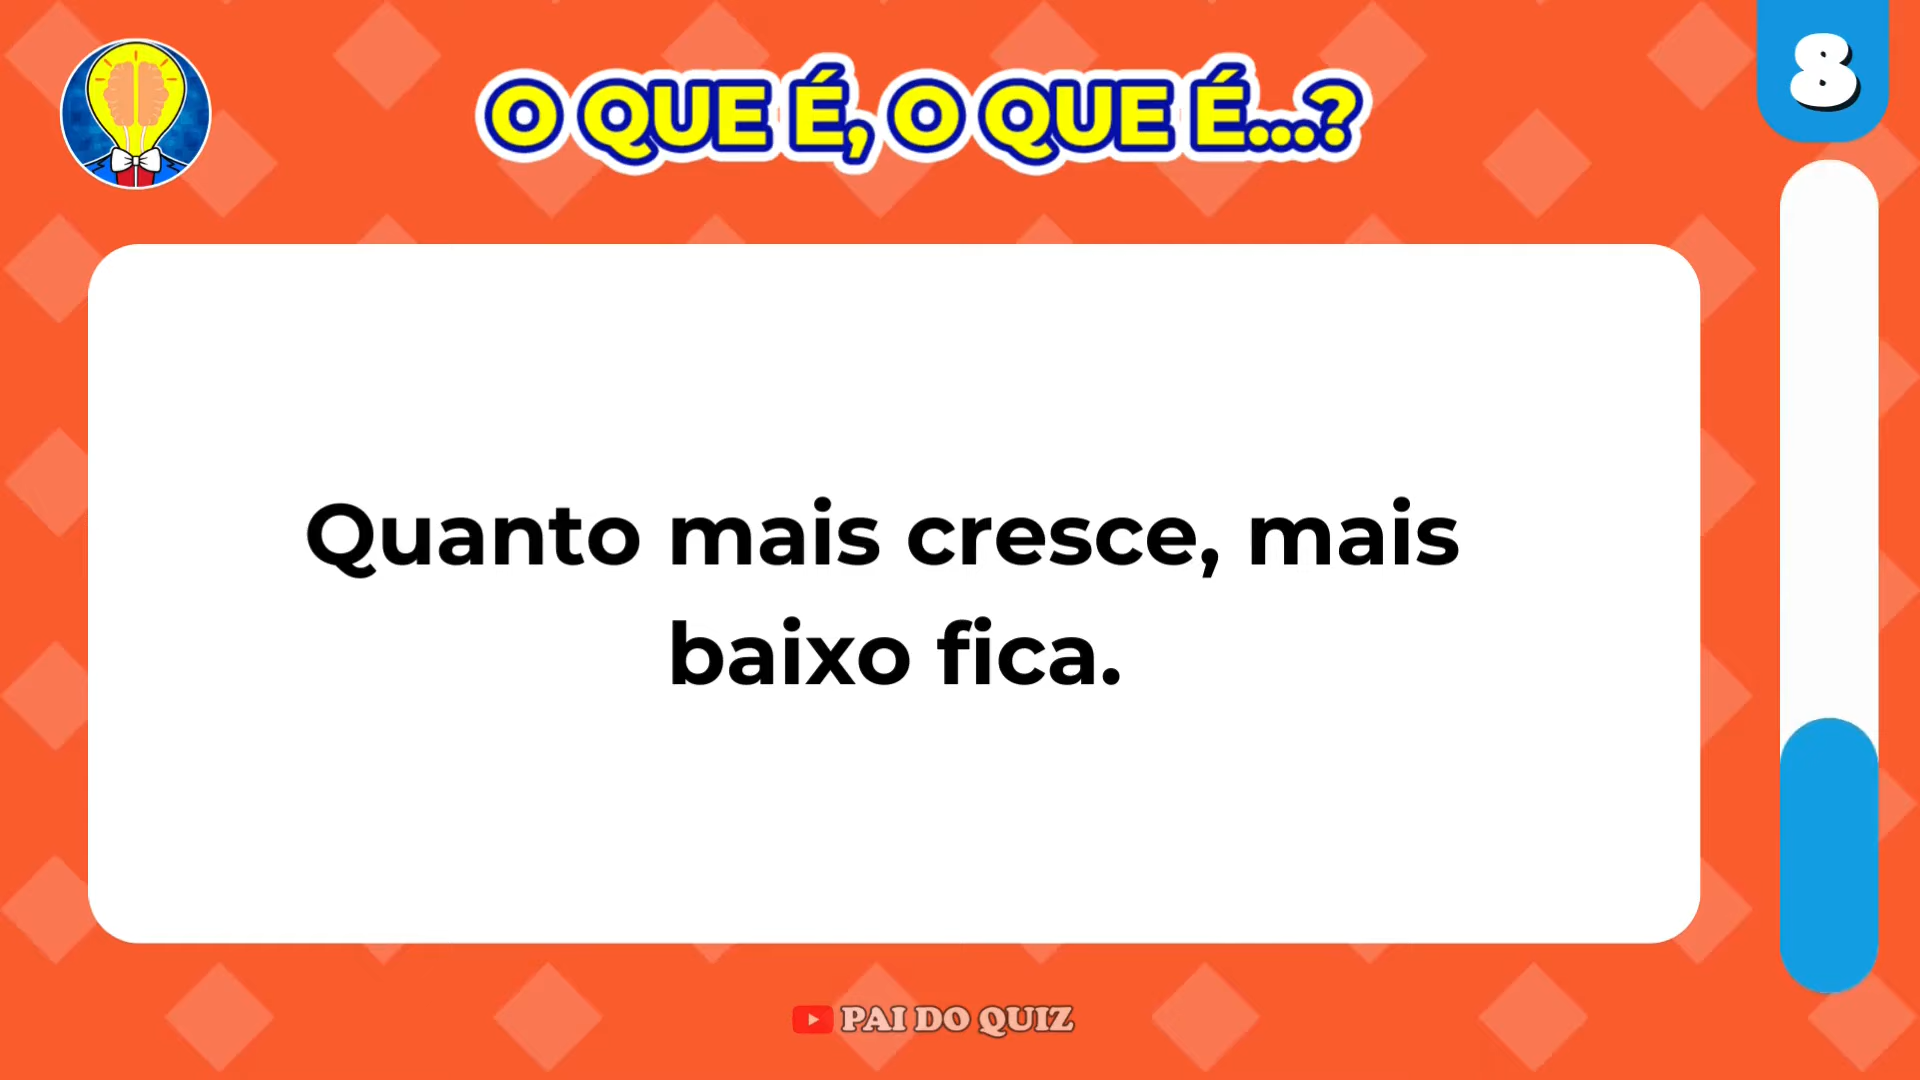 O QUE É, O QUE É...?
8
Quanto mais cresce, mais
baixo fica.
PAI DO QUIZ